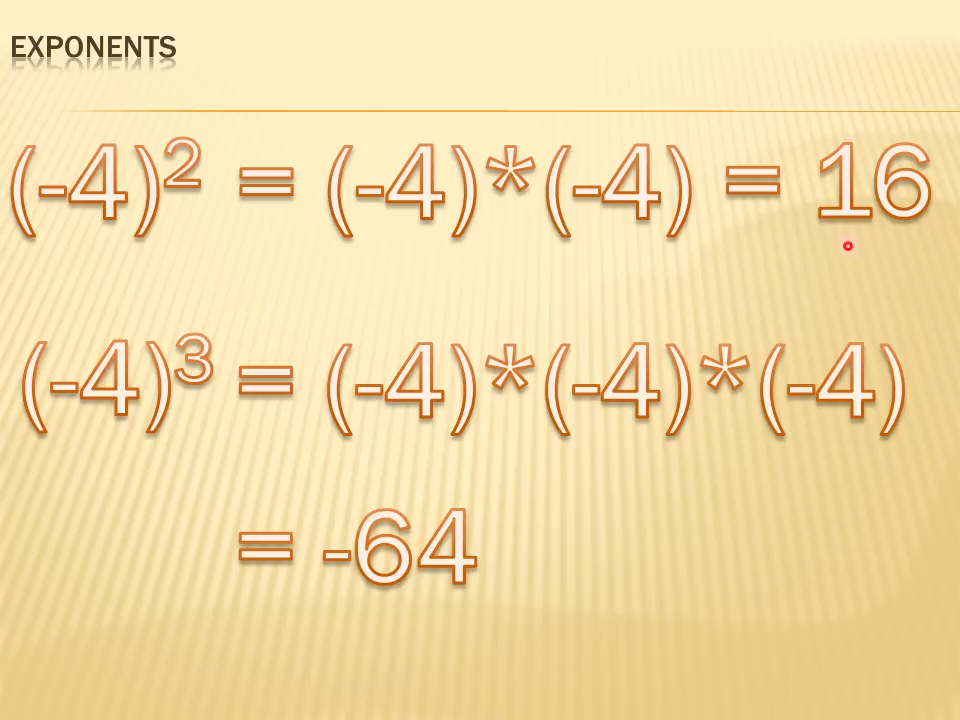 EXPONENTS
(-4)² = (-4)*(-4) = 16
(-4)³ = (-4)*(-4)*(-4)
= -64